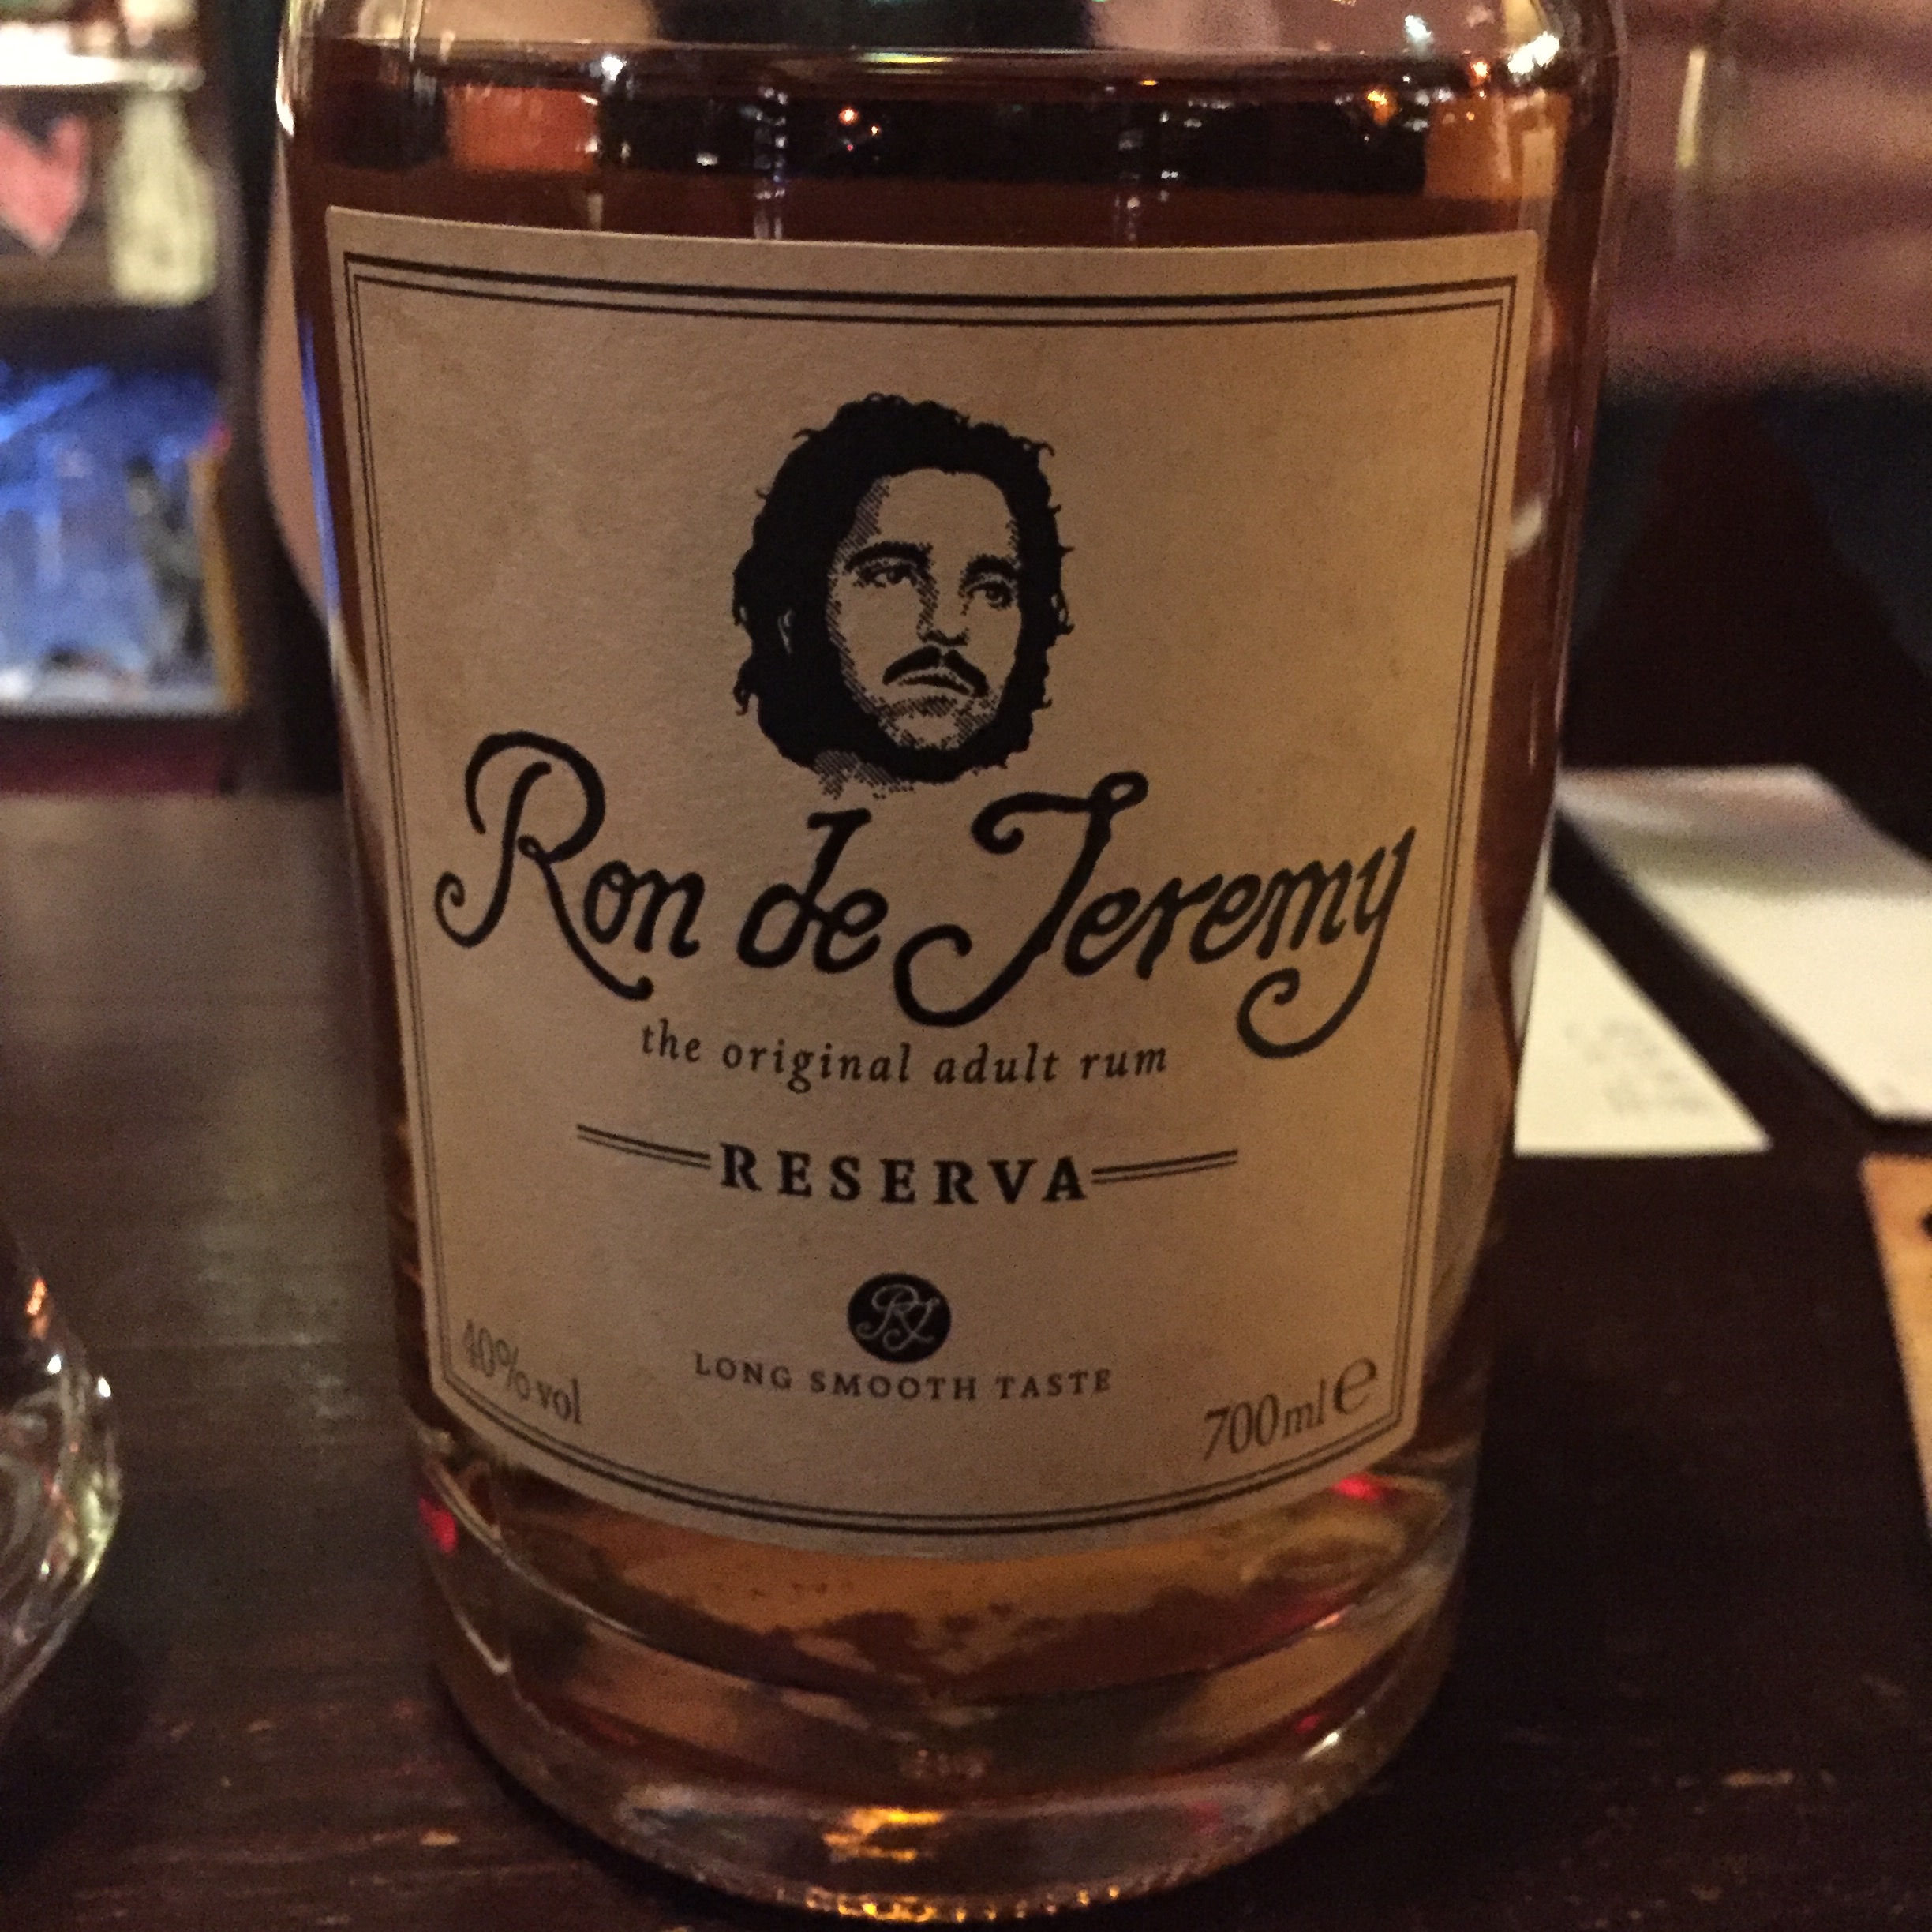 Ron de Jeremy
the original adult rum
RESERVA
RJ
LONG SMOOTH TASTE
40% vol
700ml e